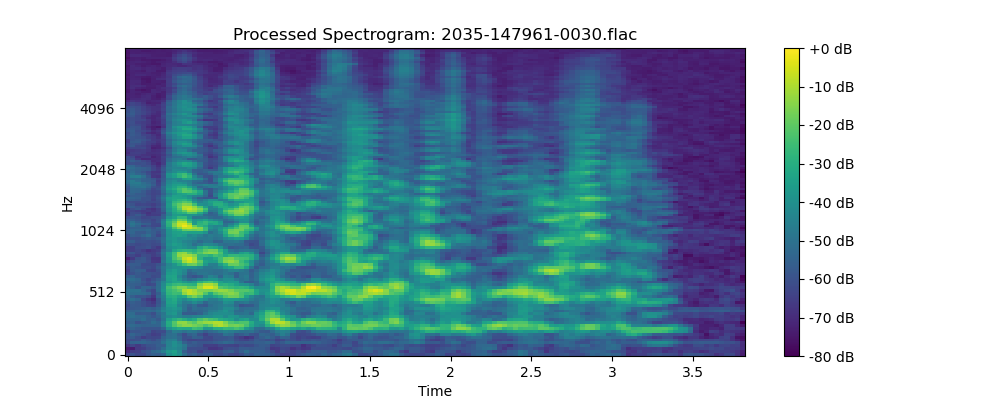 Processed Spectrogram: 2035-147961-0030.flac
Hz
4096
2048
1024
512
0
0
0.5
1
1.5
2
2.5
3
3.5
Time
+0 dB
-10 dB
-20 dB
-30 dB
-40 dB
-50 dB
-60 dB
-70 dB
-80 dB